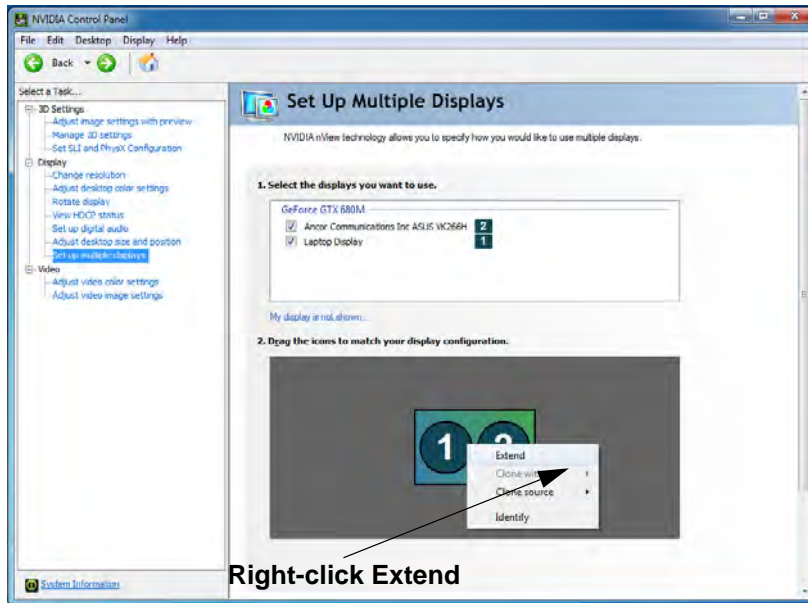 NVIDIA Control Panel
File Edit Desktop Display Help
Back
Select a Task...
3D Settings
Adjust image settings with preview
Manage 3D settings
Set SLI and PhysX Configuration
Display
Change resolution
Adjust desktop color settings
Rotate display
View HDCP status
Set up digital audio
Adjust desktop size and position
Set up multiple displays
Video
Adjust video color settings
Adjust video image settings
System Information
Set Up Multiple Displays
NVIDIA nView technology allows you to specify how you would like to use multiple displays.
1. Select the displays you want to use.
GeForce GTX 680M
Ancor Communications Inc ASUS VK266H 2
Laptop Display 1
My display is not shown...
2. Drag the icons to match your display configuration.
1 2
Extend
Clone with
Clone source
Identify
Right-click Extend